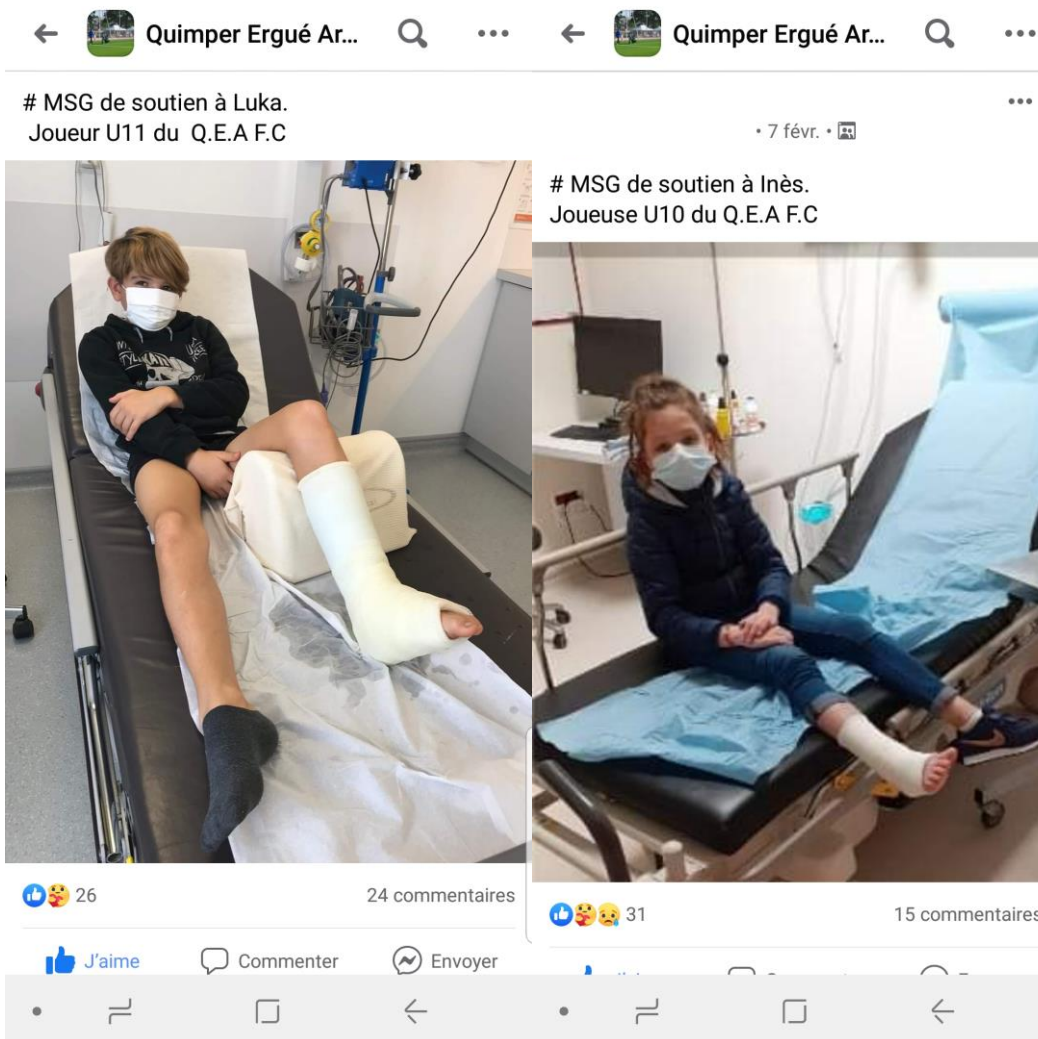 Quimper Ergué Ar...
# MSG de soutien à Luka.
Joueur U11 du Q.E.A F.C
26
24 commentaires
J'aime
Commenter
Envoyer
Quimper Ergué Ar...
• 7 févr. •
# MSG de soutien à Inès.
Joueuse U10 du Q.E.A F.C
31
15 commentaires